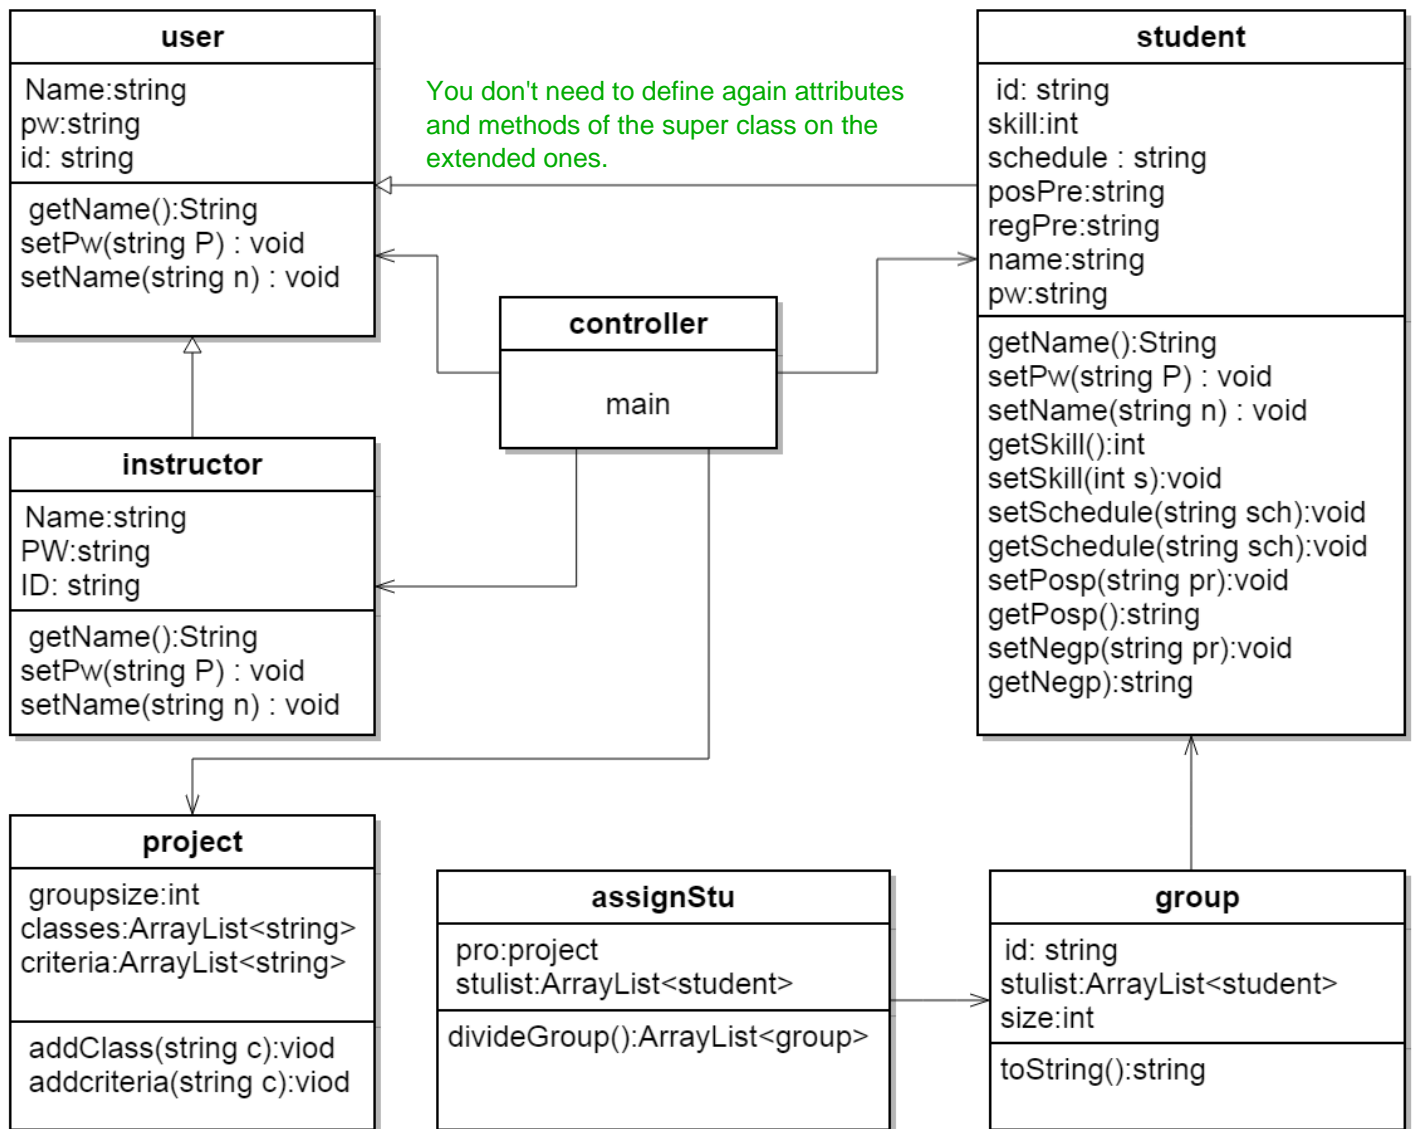 user
Name:string
pw:string
id: string
getName():String
setPw(string P) : void
setName(string n) : void
You don't need to define again attributes
and methods of the super class on the
extended ones.
student
id: string
skill:int
schedule : string
posPre:string
regPre:string
name:string
pw:string
getName():String
setPw(string P) : void
setName(string n) : void
getSkill():int
setSkill(int s):void
setSchedule(string sch):void
getSchedule(string sch):void
setPosp(string pr):void
getPosp():string
setNegp(string pr):void
getNegp):string
controller
main
instructor
Name:string
PW:string
ID: string
getName():String
setPw(string P) : void
setName(string n) : void
project
groupsize:int
classes:ArrayList<string>
criteria:ArrayList<string>
addClass(string c):viod
addcriteria(string c):viod
assignStu
pro:project
stulist:ArrayList<student>
divideGroup():ArrayList<group>
group
id: string
stulist:ArrayList<student>
size:int
toString():string